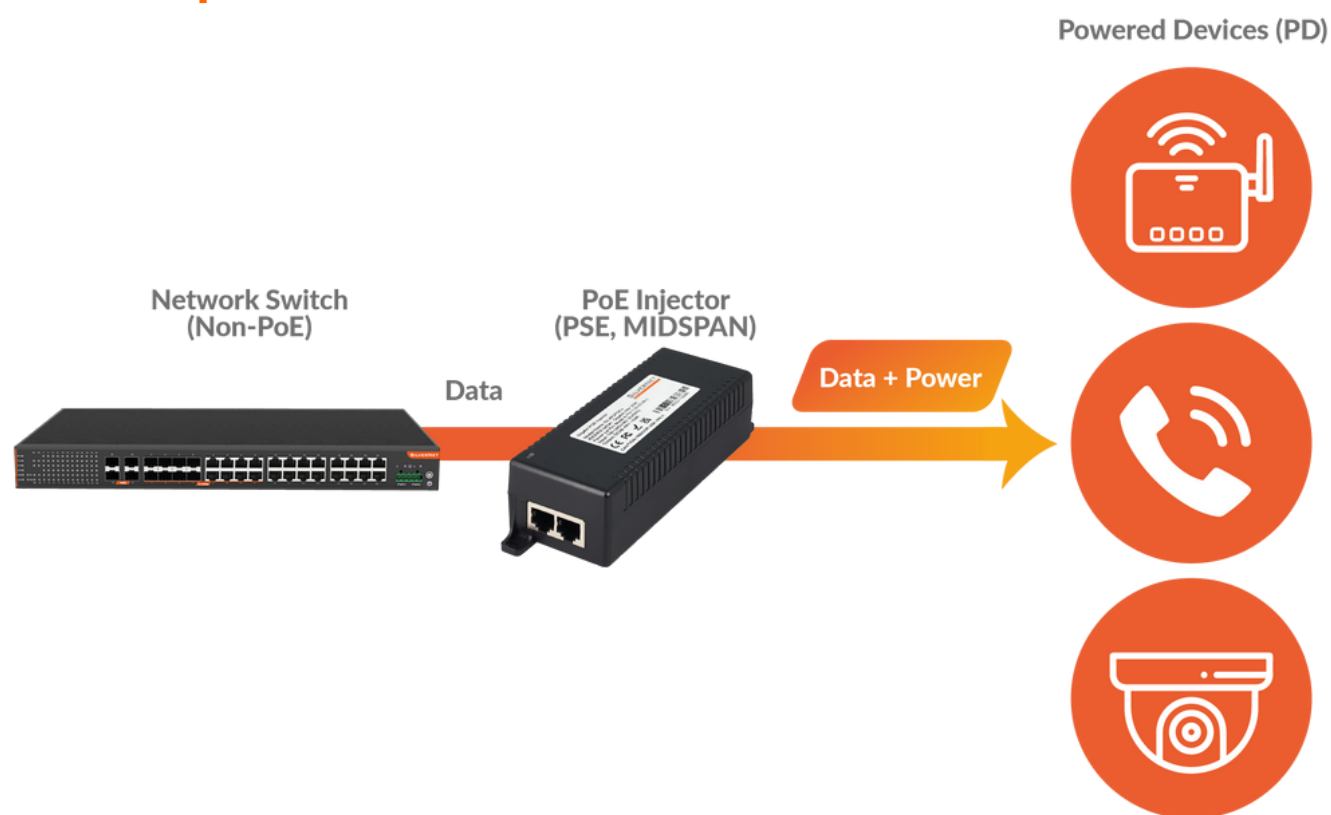 Powered Devices (PD)
Network Switch
(Non-PoE)
PoE Injector
(PSE, MIDSPAN)
Data
Data + Power